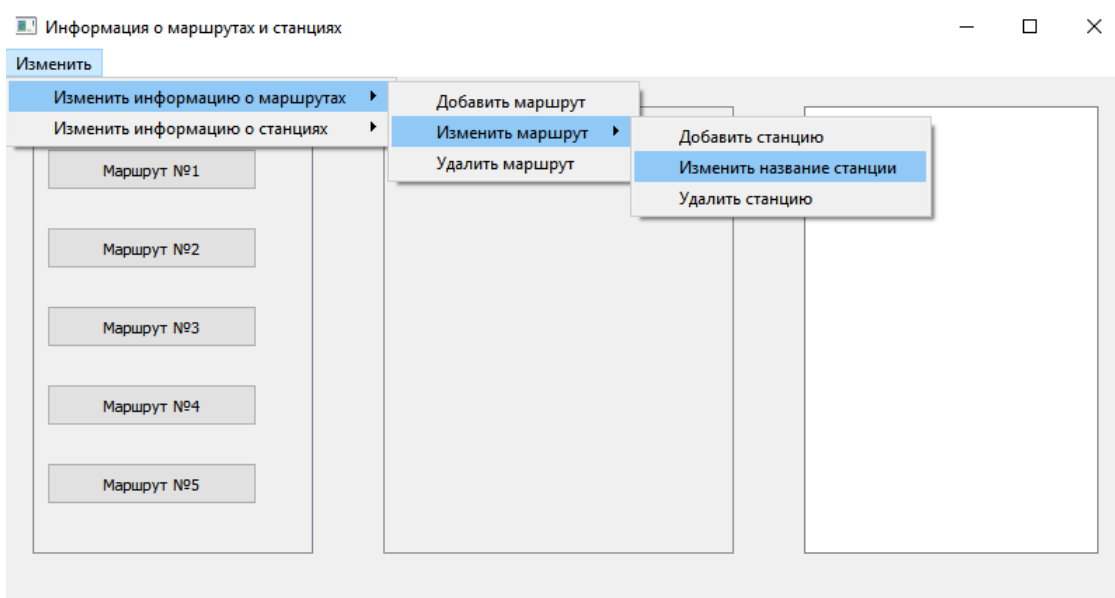 Информация о маршрутах и станциях
Изменить
Изменить информацию о маршрутах
Изменить информацию о станциях
Добавить маршрут
Изменить маршрут
Удалить маршрут
Добавить станцию
Изменить название станции
Удалить станцию
Маршрут №1
Маршрут №2
Маршрут №3
Маршрут №4
Маршрут №5